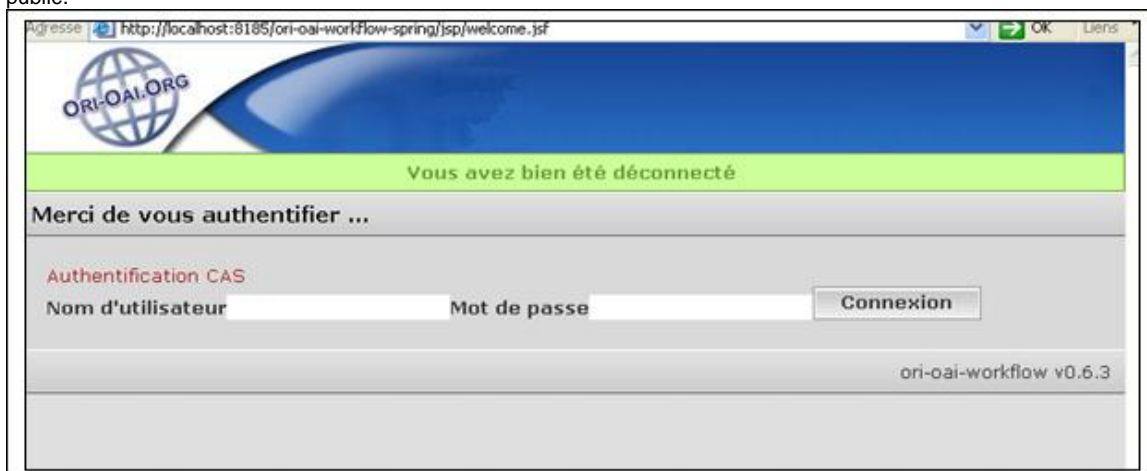 public.
Adresse http://localhost:8185/ori-oai-workflow-spring/jsp/welcome.jsf OK Liens
ORI-OAI.ORG
Vous avez bien été déconnecté
Merci de vous authentifier ...
Authentification CAS
Nom d'utilisateur Mot de passe Connexion
ori-oai-workflow v0.6.3